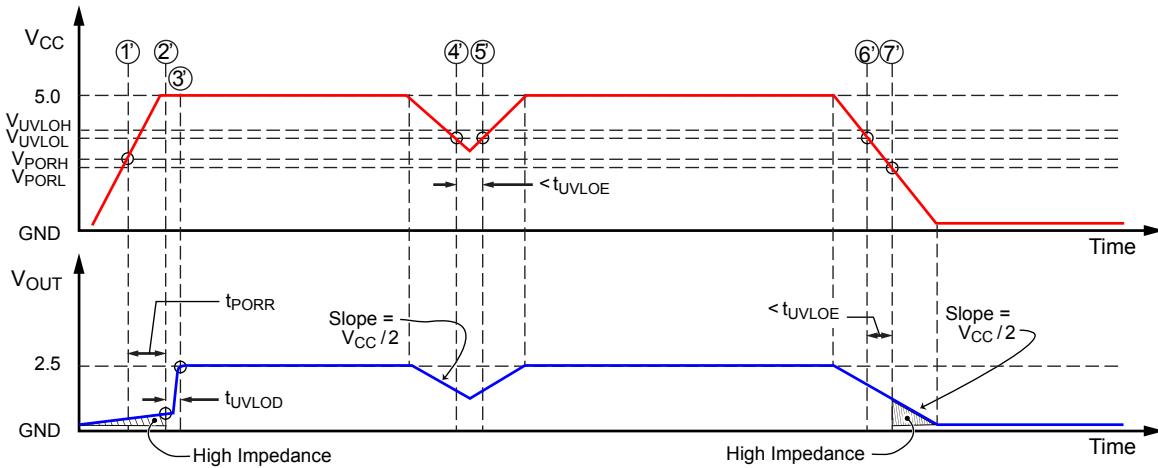 VCC
1' 2' 4' 5' 6' 7'
3'
5.0
VUVLOH
VUVLOL
VPORH
VPORL
< tUVLOE
GND
Time
VOUT
tPORR
Slope =
VCC /2
< tUVLOE
Slope =
VCC /2
2.5
tUVLOD
GND
High Impedance
High Impedance
Time